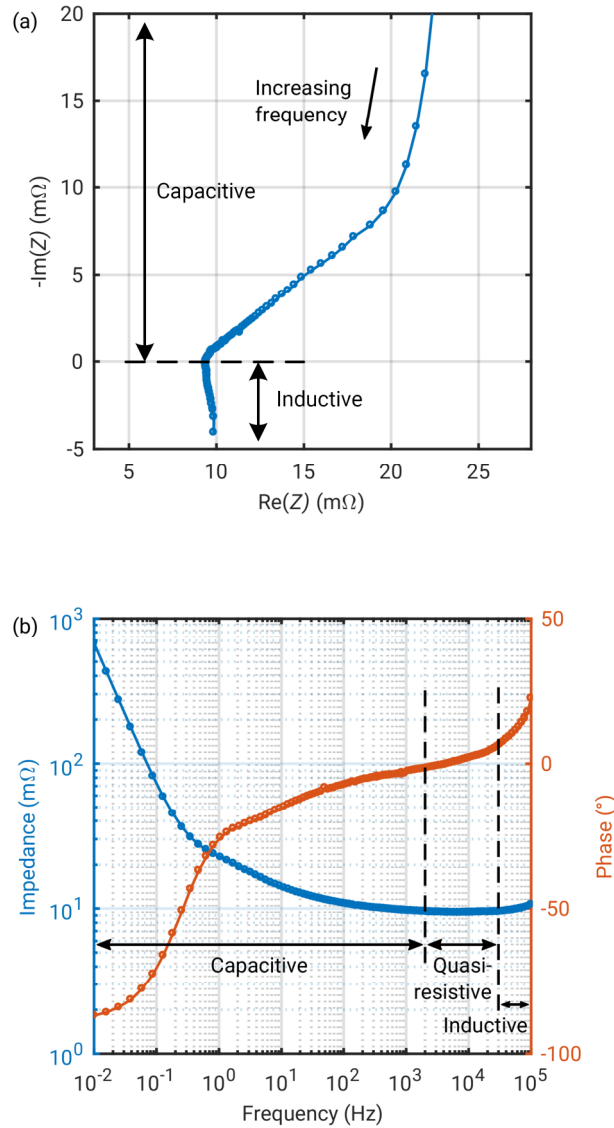 (a)
20
15
10
5
0
-5
-Im(Z) (mΩ)
Increasing
frequency
Capacitive
Inductive
5 10 15 20 25
Re(Z) (mΩ)
(b)
10³
10²
10¹
10⁰
Impedance (mΩ)
50
0
-50
-100
Phase (°)
Capacitive
Quasi-
resistive
Inductive
10⁻² 10⁻¹ 10⁰ 10¹ 10² 10³ 10⁴ 10⁵
Frequency (Hz)